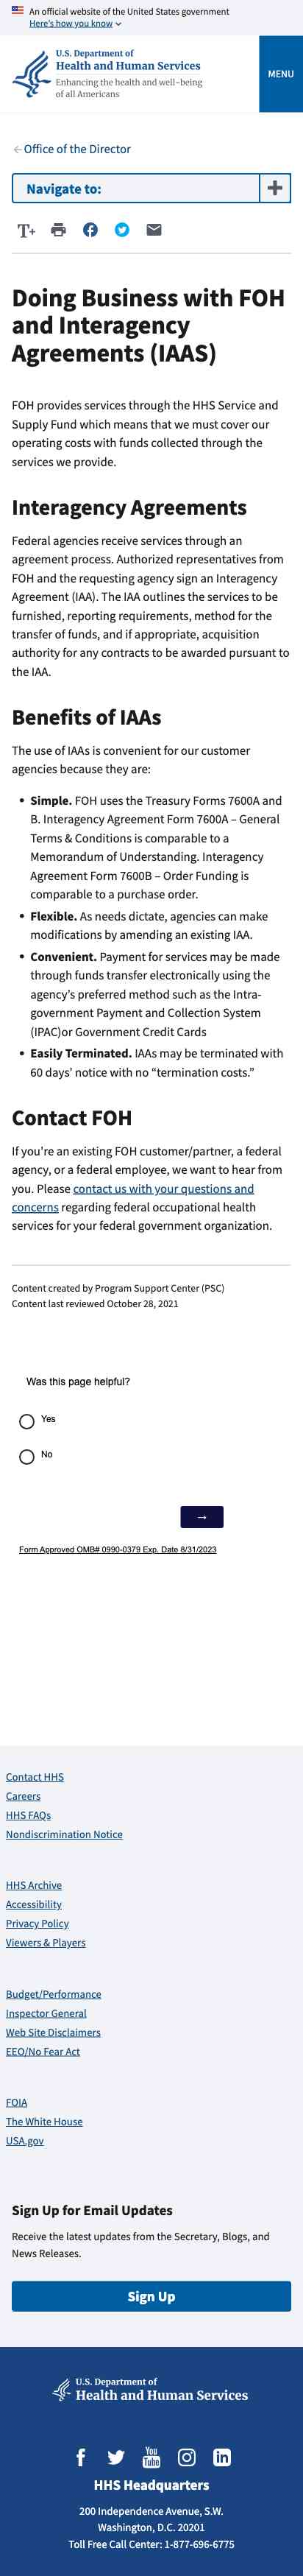 An official website of the United States government
Here's how you know
U.S. Department of
Health and Human Services
Enhancing the health and well-being
of all Americans
MENU
Office of the Director
Navigate to:
T+
Doing Business with FOH
and Interagency
Agreements (IAAS)
FOH provides services through the HHS Service and
Supply Fund which means that we must cover our
operating costs with funds collected through the
services we provide.
Interagency Agreements
Federal agencies receive services through an
agreement process. Authorized representatives from
FOH and the requesting agency sign an Interagency
Agreement (IAA). The IAA outlines the services to be
furnished, reporting requirements, method for the
transfer of funds, and if appropriate, acquisition
authority for any contracts to be awarded pursuant to
the IAA.
Benefits of IAAs
The use of IAAs is convenient for our customer
agencies because they are:
• Simple. FOH uses the Treasury Forms 7600A and
B. Interagency Agreement Form 7600A – General
Terms & Conditions is comparable to a
Memorandum of Understanding. Interagency
Agreement Form 7600B – Order Funding is
comparable to a purchase order.
• Flexible. As needs dictate, agencies can make
modifications by amending an existing IAA.
• Convenient. Payment for services may be made
through funds transfer electronically using the
agency's preferred method such as the Intra-
government Payment and Collection System
(IPAC)or Government Credit Cards
• Easily Terminated. IAAs may be terminated with
60 days' notice with no “termination costs.”
Contact FOH
If you're an existing FOH customer/partner, a federal
agency, or a federal employee, we want to hear from
you. Please contact us with your questions and
concerns regarding federal occupational health
services for your federal government organization.
Content created by Program Support Center (PSC)
Content last reviewed October 28, 2021
Was this page helpful?
Yes
No
→
Form Approved OMB# 0990-0379 Exp. Date 8/31/2023
Contact HHS
Careers
HHS FAQs
Nondiscrimination Notice
HHS Archive
Accessibility
Privacy Policy
Viewers & Players
Budget/Performance
Inspector General
Web Site Disclaimers
EEO/No Fear Act
FOIA
The White House
USA.gov
Sign Up for Email Updates
Receive the latest updates from the Secretary, Blogs, and
News Releases.
Sign Up
U.S. Department of
Health and Human Services
You Tube
HHS Headquarters
200 Independence Avenue, S.W.
Washington, D.C. 20201
Toll Free Call Center: 1-877-696-6775